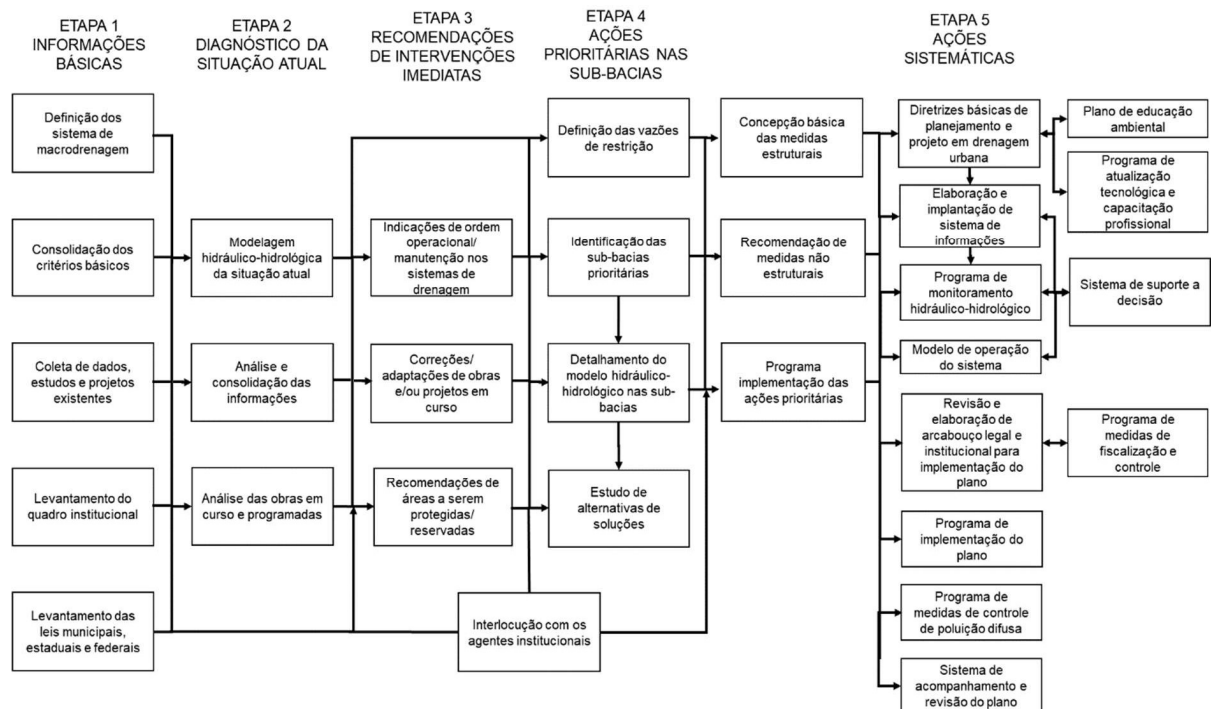 ETAPA 1
INFORMAÇÕES
BÁSICAS
ETAPA 2
DIAGNÓSTICO DA
SITUAÇÃO ATUAL
ETAPA 3
RECOMENDAÇÕES
DE INTERVENÇÕES
IMEDIATAS
ETAPA 4
AÇÕES
PRIORITÁRIAS NAS
SUB-BACIAS
ETAPA 5
AÇÕES
SISTEMÁTICAS
Definição dos
sistema de
macrodrenagem
Consolidação dos
critérios básicos
Coleta de dados,
estudos e projetos
existentes
Levantamento do
quadro institucional
Levantamento das
leis municipais,
estaduais e federais
Modelagem
hidráulico-hidrológica
da situação atual
Análise e
consolidação das
informações
Análise das obras em
curso e programadas
Indicações de ordem
operacional/
manutenção nos
sistemas de
drenagem
Correções/
adaptações de obras
e/ou projetos em
curso
Recomendações de
áreas a serem
protegidas/
reservadas
Interlocução com os
agentes institucionais
Definição das vazões
de restrição
Identificação das
sub-bacias
prioritárias
Detalhamento do
modelo hidráulico-
hidrológico nas sub-
bacias
Estudo de
alternativas de
soluções
Concepção básica
das medidas
estruturais
Recomendação de
medidas não
estruturais
Programa
implementação das
ações prioritárias
Diretrizes básicas de
planejamento e
projeto em drenagem
urbana
Elaboração e
implantação de
sistema de
informações
Programa de
monitoramento
hidráulico-hidrológico
Modelo de operação
do sistema
Revisão e
elaboração de
arcabouço legal e
institucional para
implementação do
plano
Programa de
implementação do
plano
Programa de
medidas de controle
de poluição difusa
Sistema de
acompanhamento e
revisão do plano
Plano de educação
ambiental
Programa de
atualização
tecnológica e
capacitação
profissional
Sistema de suporte a
decisão
Programa de
medidas de
fiscalização e
controle